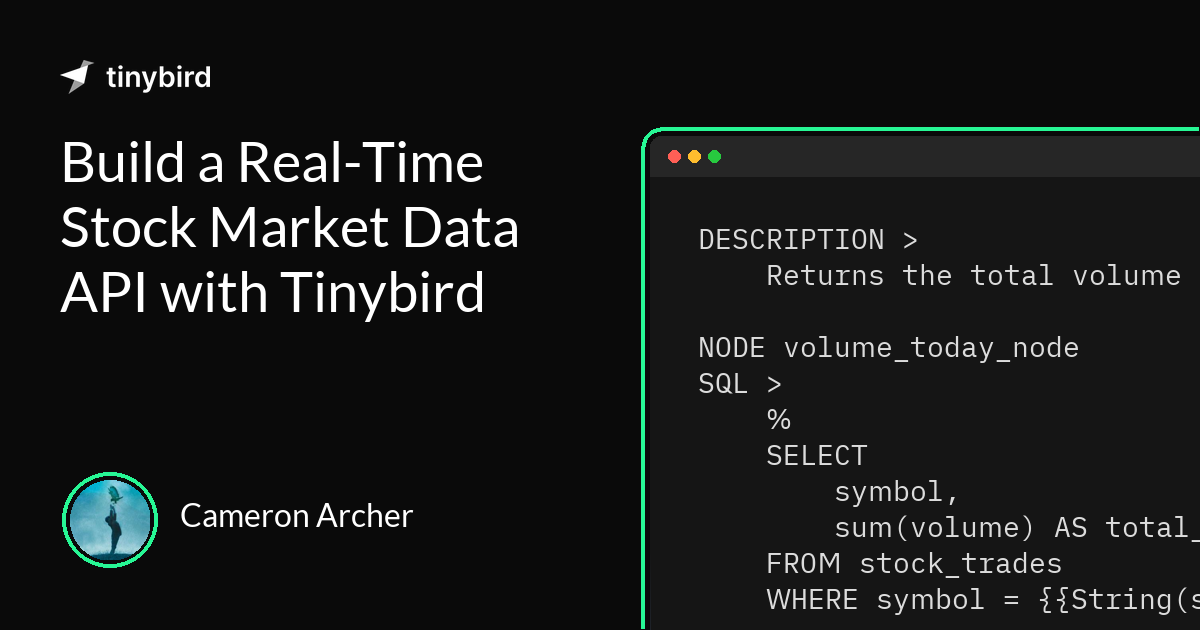 tinybird
Build a Real-Time
Stock Market Data
API with Tinybird
Cameron Archer
DESCRIPTION >
Returns the total volume
NODE volume_today_node
SQL >
%
SELECT
symbol,
sum(volume) AS total_
FROM stock_trades
WHERE symbol = {{String(s